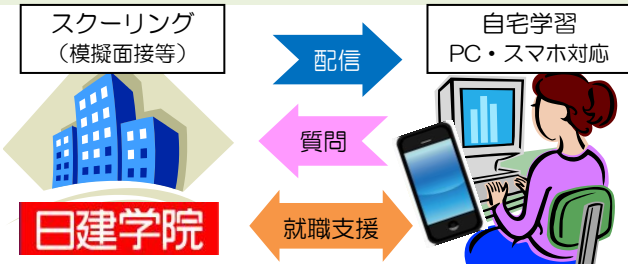 スクーリング
（模擬面接等）
配信
自宅学習
PC・スマホ対応
質問
日建学院
就職支援